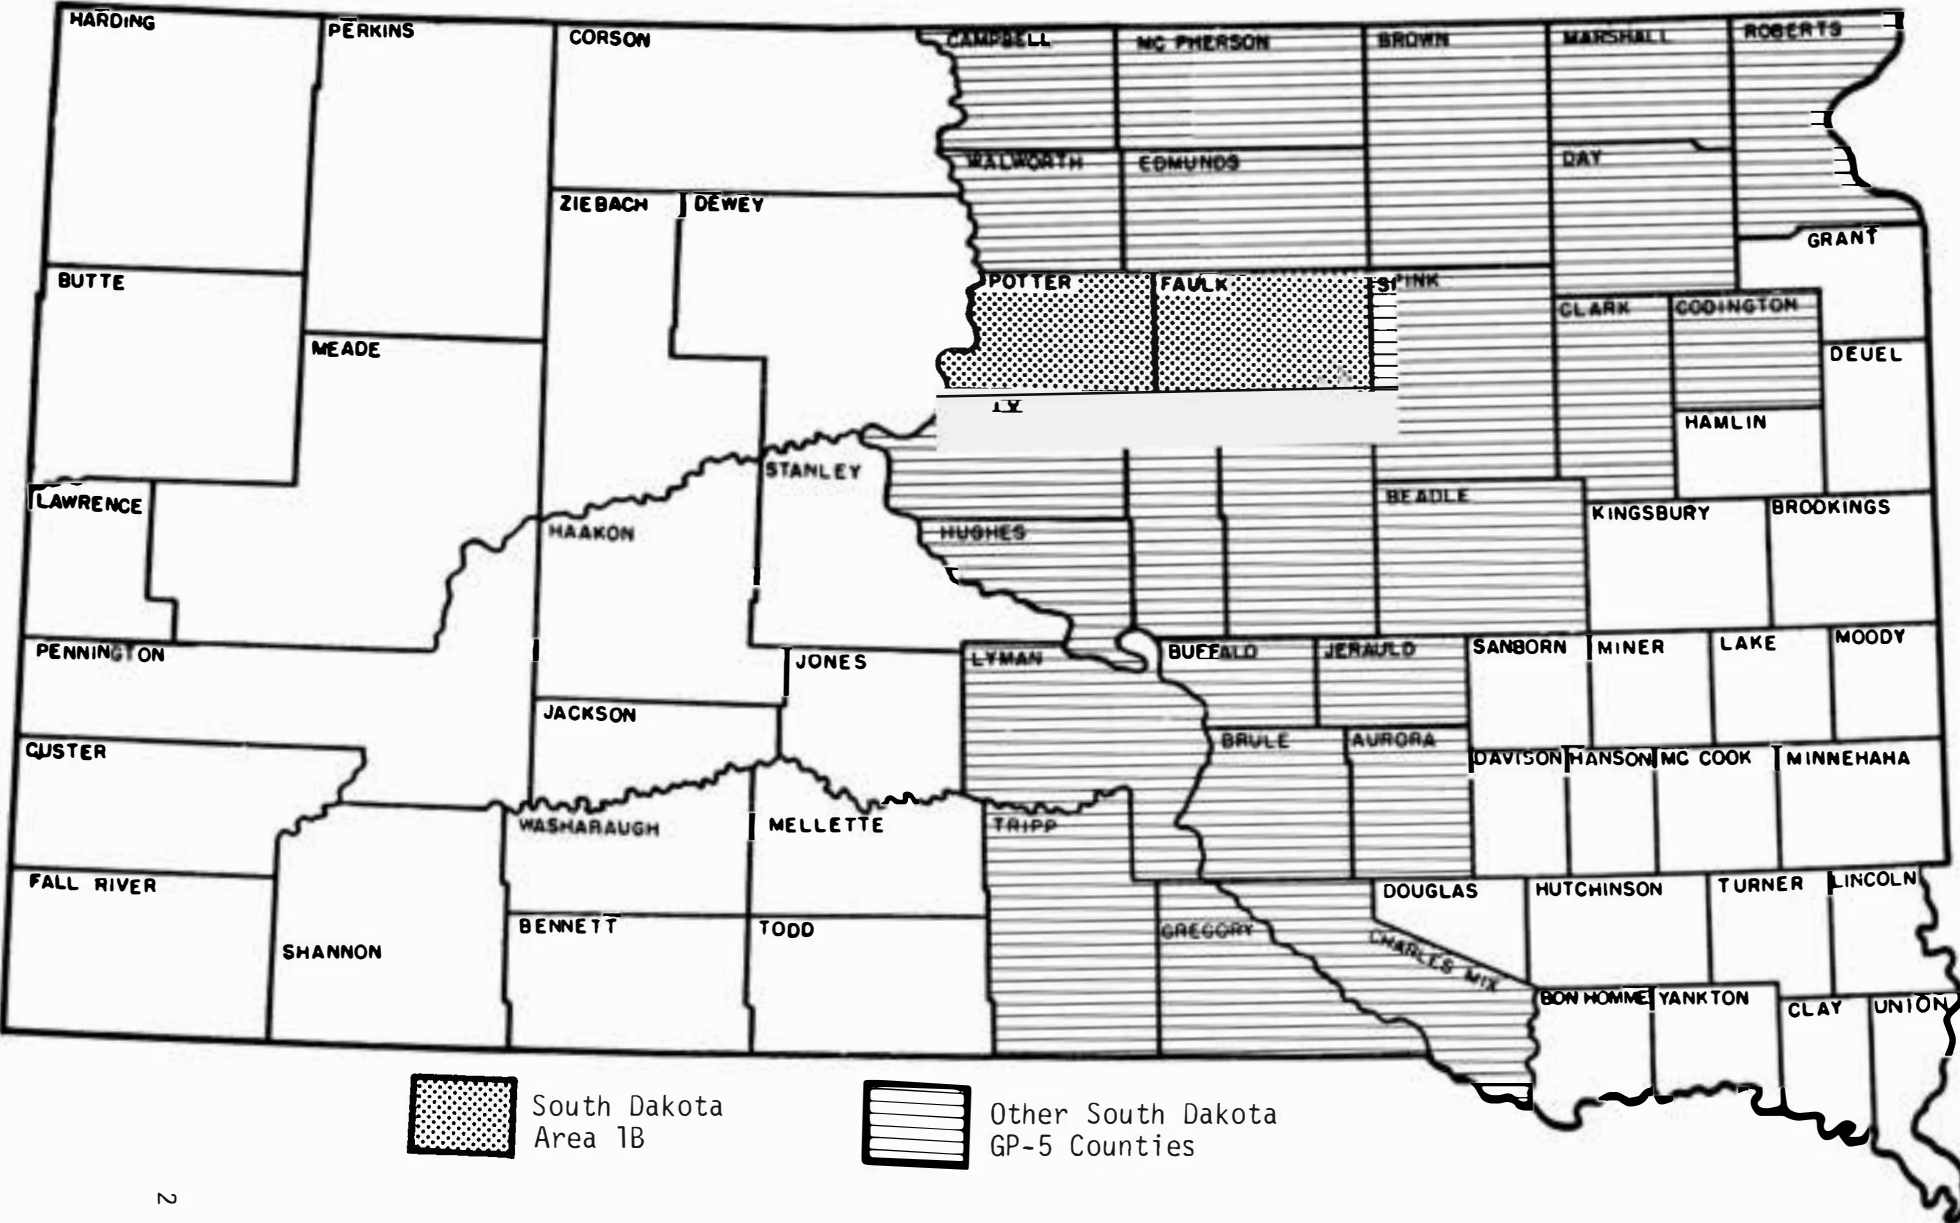 HARDING
PERKINS
CORSON
CAMPBELL
MC PHERSON
BROWN
MARSHALL
ROBERTS
WALWORTH
EDMUNDS
DAY
ZIEBACH
DEWEY
GRANT
BUTTE
POTTER
FAULK
SPINK
CLARK
CODINGTON
MEADE
DEUEL
HAMLIN
STANLEY
LAWRENCE
BEADLE
KINGSBURY
BROOKINGS
HAAKON
HUGHES
PENNINGTON
JONES
LYMAN
BUFFALO
JERAULD
SANBORN
MINER
LAKE
MOODY
JACKSON
CUSTER
BRULE
AURORA
DAVISON
HANSON
MC COOK
MINNEHAHA
WASHABAUGH
MELLETTE
TRIPP
FALL RIVER
DOUGLAS
HUTCHINSON
TURNER
LINCOLN
SHANNON
BENNETT
TODD
GREGORY
CHARLES MIX
BON HOMME
YANKTON
CLAY
UNION
South Dakota
Area 1B
Other South Dakota
GP-5 Counties
2